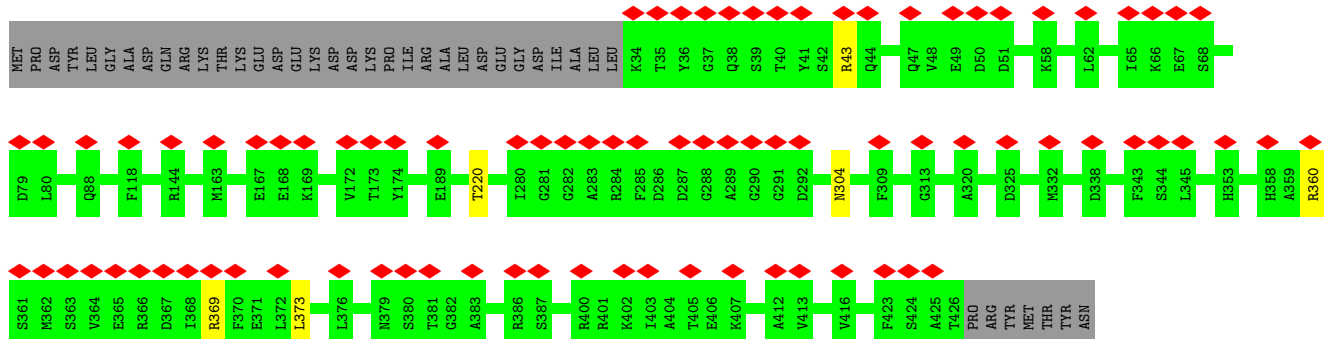 MET PRO ASP TYR LEU GLY ALA ASP GLN ARG LYS THR LYS GLU ASP GLU LYS ASP ASP LYS PRO ILE ARG ALA LEU ASP GLU GLY ASP ILE ALA LEU LEU K34 T35 Y36 G37 Q38 S39 T40 Y41 S42 R43 Q44 Q47 V48 E49 D50 D51 K58 L62 I65 K66 E67 S68
D79 L80 Q88 F118 R144 M163 E167 E168 K169 V172 T173 Y174 E189 T220 I280 G281 G282 A283 R284 F285 D286 D287 G288 A289 G290 G291 D292 N304 F309 G313 A320 D325 M332 D338 F343 S344 L345 H353 H358 A359 R360
S361 M362 S363 V364 E365 R366 D367 I368 R369 F370 E371 L372 L373 L376 N379 S380 T381 G382 A383 R386 S387 R400 R401 K402 I403 A404 T405 E406 K407 A412 V413 V416 F423 S424 A425 T426 PRO ARG TYR MET THR TYR ASN